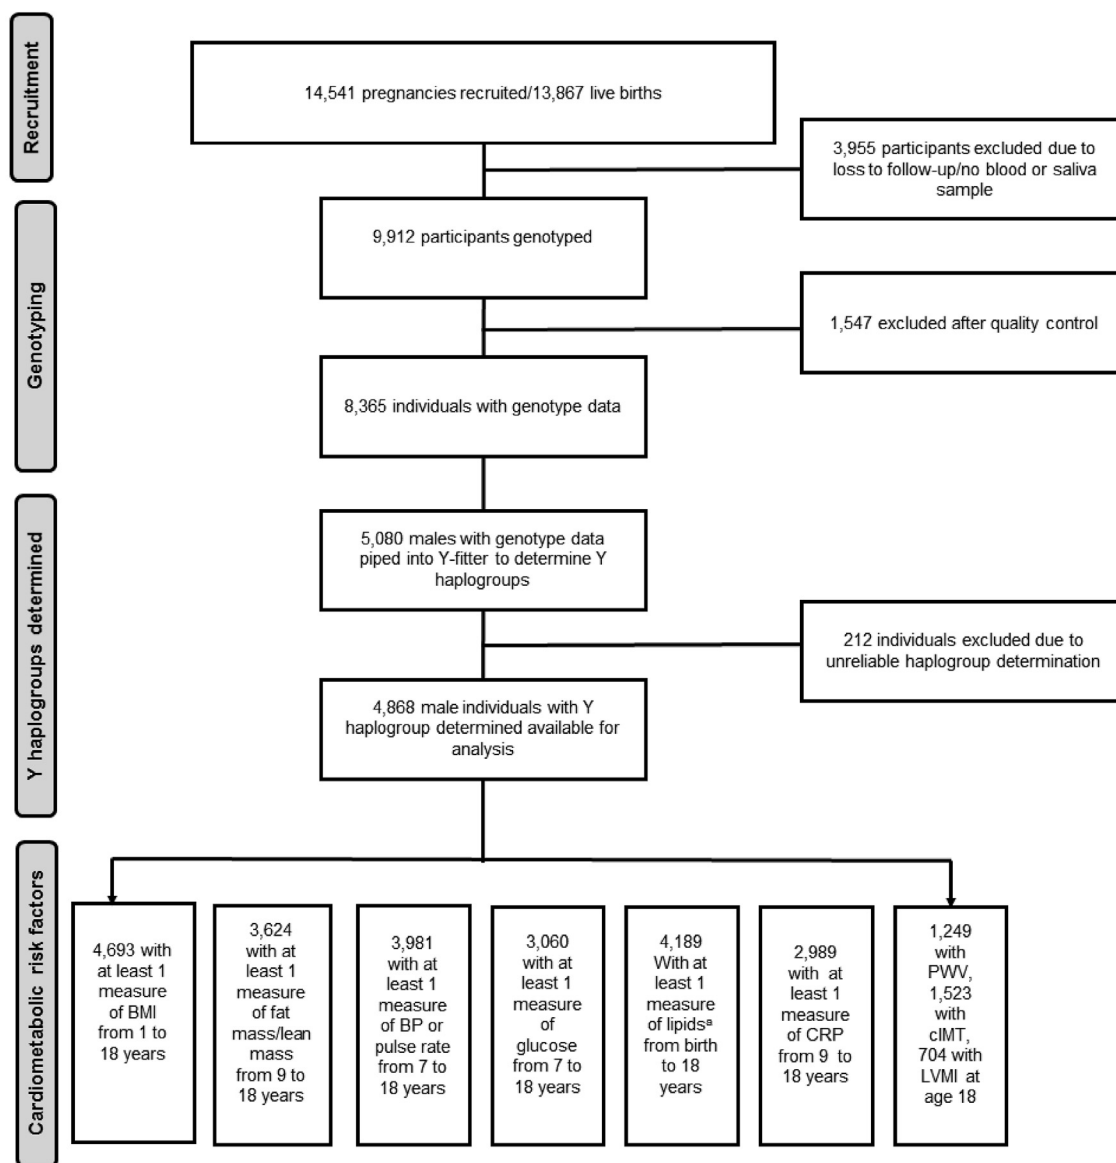 Recruitment
14,541 pregnancies recruited/13,867 live births
3,955 participants excluded due to
loss to follow-up/no blood or saliva
sample
Genotyping
9,912 participants genotyped
1,547 excluded after quality control
8,365 individuals with genotype data
Y haplogroups determined
5,080 males with genotype data
piped into Y-fitter to determine Y
haplogroups
212 individuals excluded due to
unreliable haplogroup determination
4,868 male individuals with Y
haplogroup determined available for
analysis
Cardiometabolic risk factors
4,693 with
at least 1
measure
of BMI
from 1 to
18 years
3,624
with at
least 1
measure
of fat
mass/lean
mass
from 9 to
18 years
3,981
with at
least 1
measure
of BP or
pulse rate
from 7 to
18 years
3,060
with at
least 1
measure
of
glucose
from 7 to
18 years
4,189
With at
least 1
measure
of lipidsª
from birth
to 18
years
2,989
with at
least 1
measure
of CRP
from 9 to
18 years
1,249
with
PWV,
1,523
with
cIMT,
704 with
LVMI at
age 18